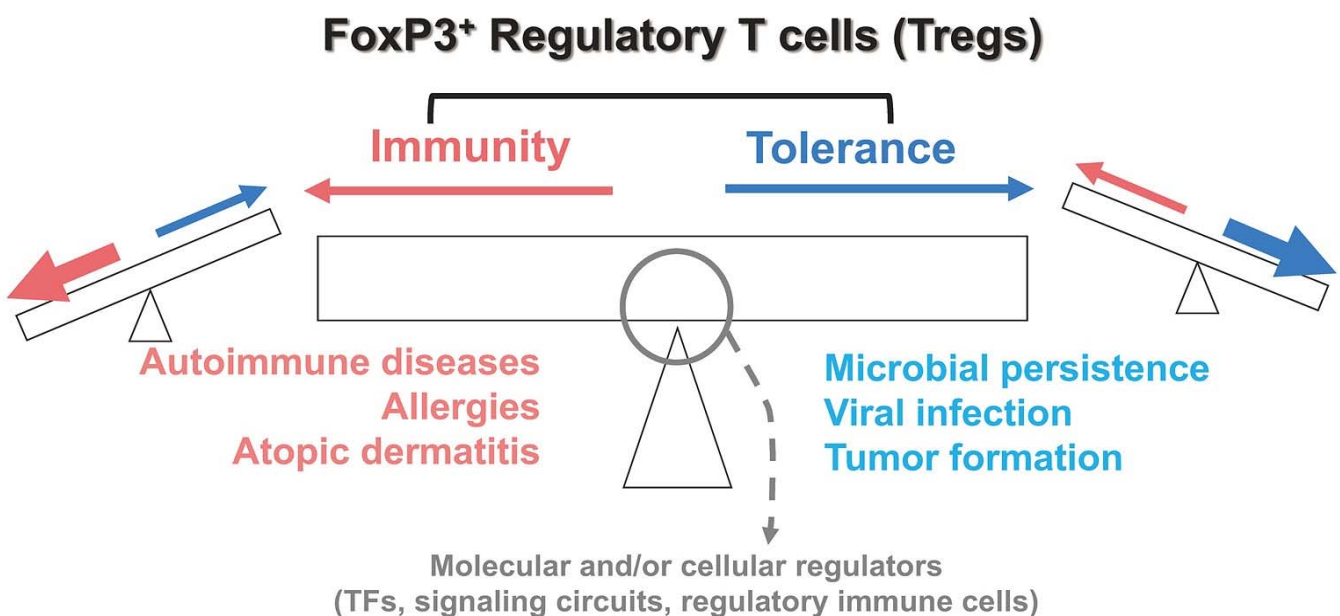 FoxP3⁺ Regulatory T cells (Tregs)
Immunity
Tolerance
Autoimmune diseases
Allergies
Atopic dermatitis
Microbial persistence
Viral infection
Tumor formation
Molecular and/or cellular regulators
(TFs, signaling circuits, regulatory immune cells)